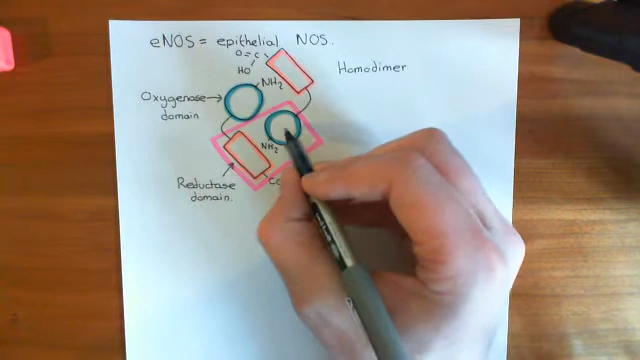 eNOS = epithelial NOS.
O=C
HO
NH2
Homodimer
Oxygenase
domain
NH2
Reductase
domain.